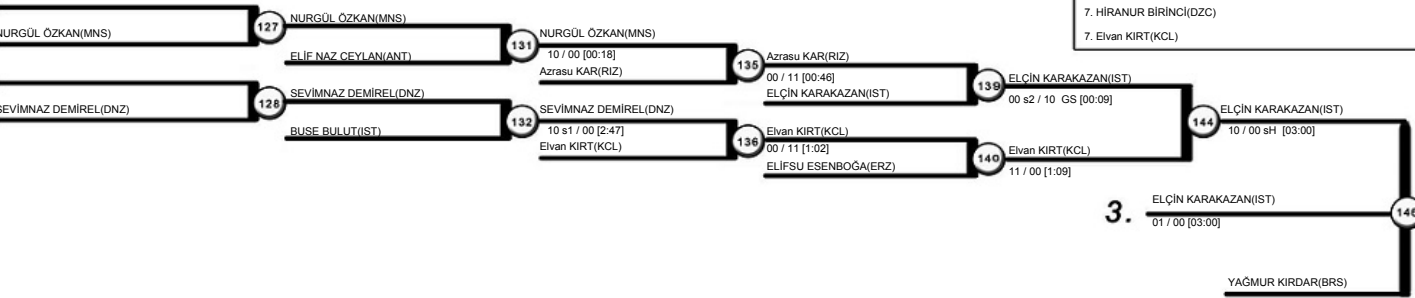 7. HİRANUR BİRİNCİ(DZC)
7. Elvan KIRT(KCL)
NURGÜL ÖZKAN(MNS)
127
NURGÜL ÖZKAN(MNS)
ELİF NAZ CEYLAN(ANT)
131
NURGÜL ÖZKAN(MNS)
10 / 00 [00:18]
Azrasu KAR(RIZ)
135
Azrasu KAR(RIZ)
00 / 11 [00:46]
ELÇİN KARAKAZAN(IST)
139
ELÇİN KARAKAZAN(IST)
00 s2 / 10 GS [00:09]
SEVİMNAZ DEMİREL(DNZ)
128
SEVİMNAZ DEMİREL(DNZ)
BUSE BULUT(IST)
132
SEVİMNAZ DEMİREL(DNZ)
10 s1 / 00 [2:47]
Elvan KIRT(KCL)
136
Elvan KIRT(KCL)
00 / 11 [1:02]
ELİFSU ESENBOĞA(ERZ)
140
Elvan KIRT(KCL)
11 / 00 [1:09]
144
ELÇİN KARAKAZAN(IST)
10 / 00 sH [03:00]
3.
ELÇİN KARAKAZAN(IST)
01 / 00 [03:00]
146
YAĞMUR KIRDAR(BRS)